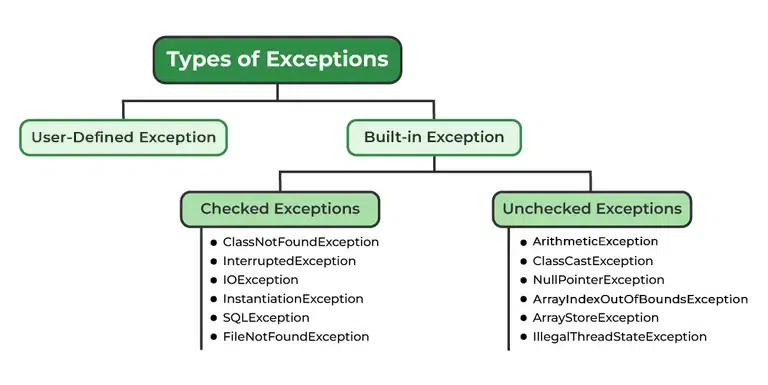 Types of Exceptions
User-Defined Exception
Built-in Exception
Checked Exceptions
ClassNotFoundException
InterruptedException
IOException
InstantiationException
SQLException
FileNotFoundException
Unchecked Exceptions
ArithmeticException
ClassCastException
NullPointerException
ArrayIndexOutOfBoundsException
ArrayStoreException
IllegalThreadStateException